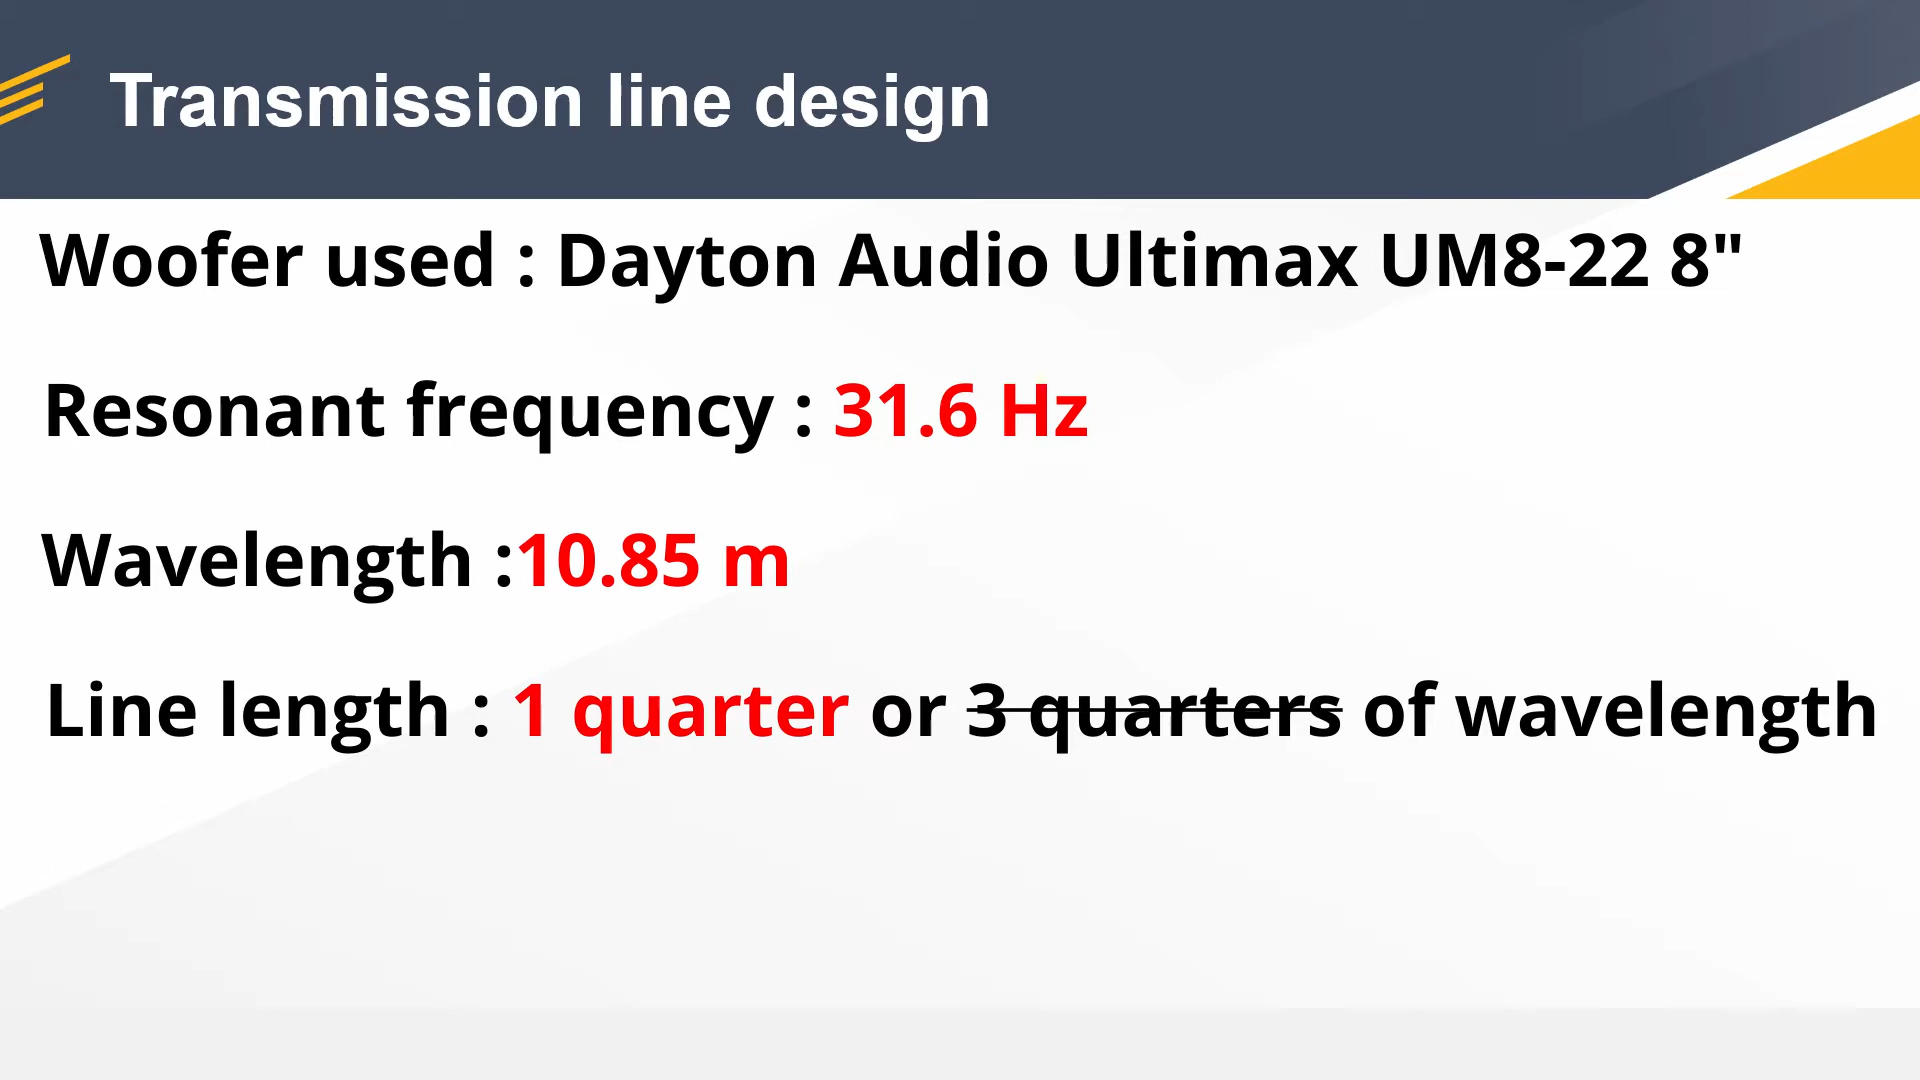 Transmission line design
Woofer used : Dayton Audio Ultimax UM8-22 8"
Resonant frequency : 31.6 Hz
Wavelength :10.85 m
Line length : 1 quarter or 3 quarters of wavelength